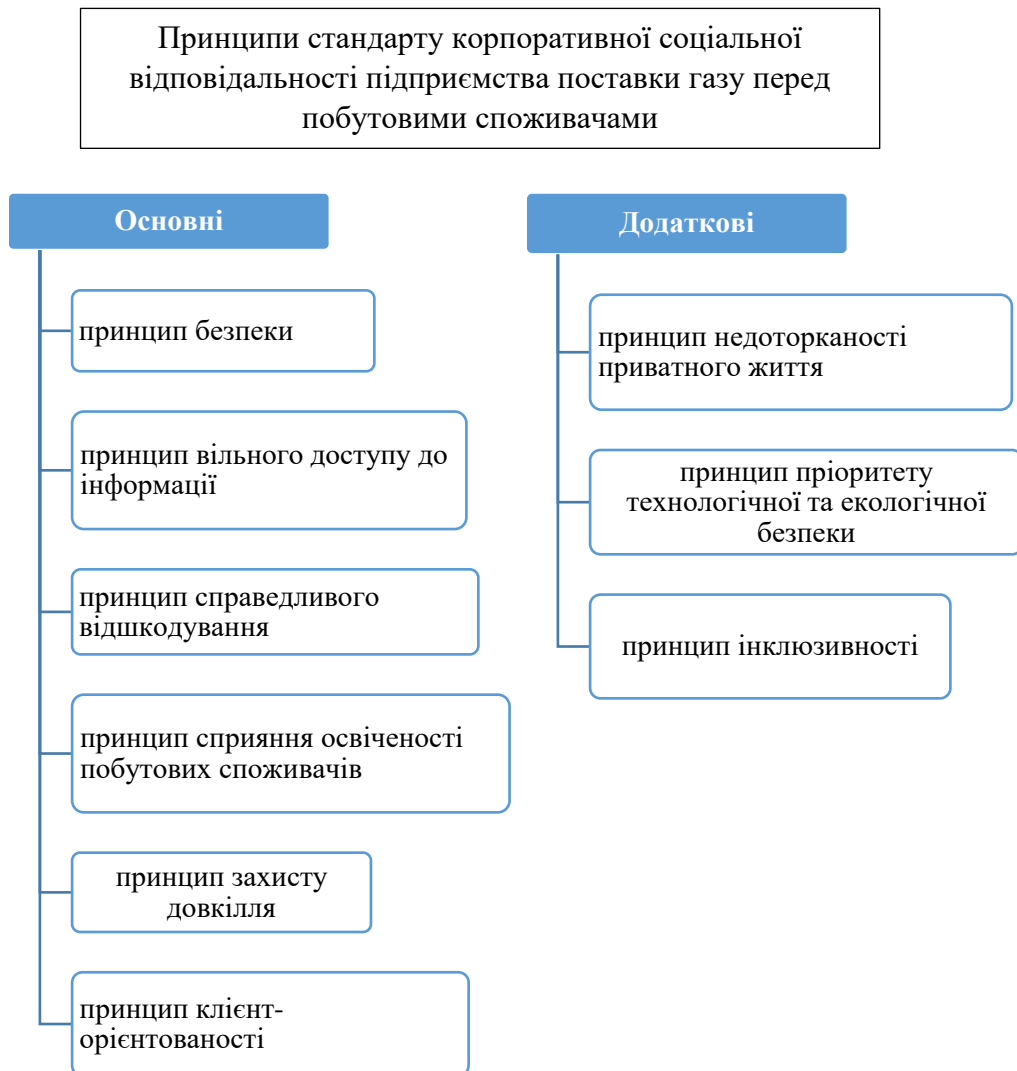 Принципи стандарту корпоративної соціальної
відповідальності підприємства поставки газу перед
побутовими споживачами
Основні
принцип безпеки
принцип вільного доступу до
інформації
принцип справедливого
відшкодування
принцип сприяння освіченості
побутових споживачів
принцип захисту
довкілля
принцип клієнт-
орієнтованості
Додаткові
принцип недоторканості
приватного життя
принцип пріоритету
технологічної та екологічної
безпеки
принцип інклюзивності